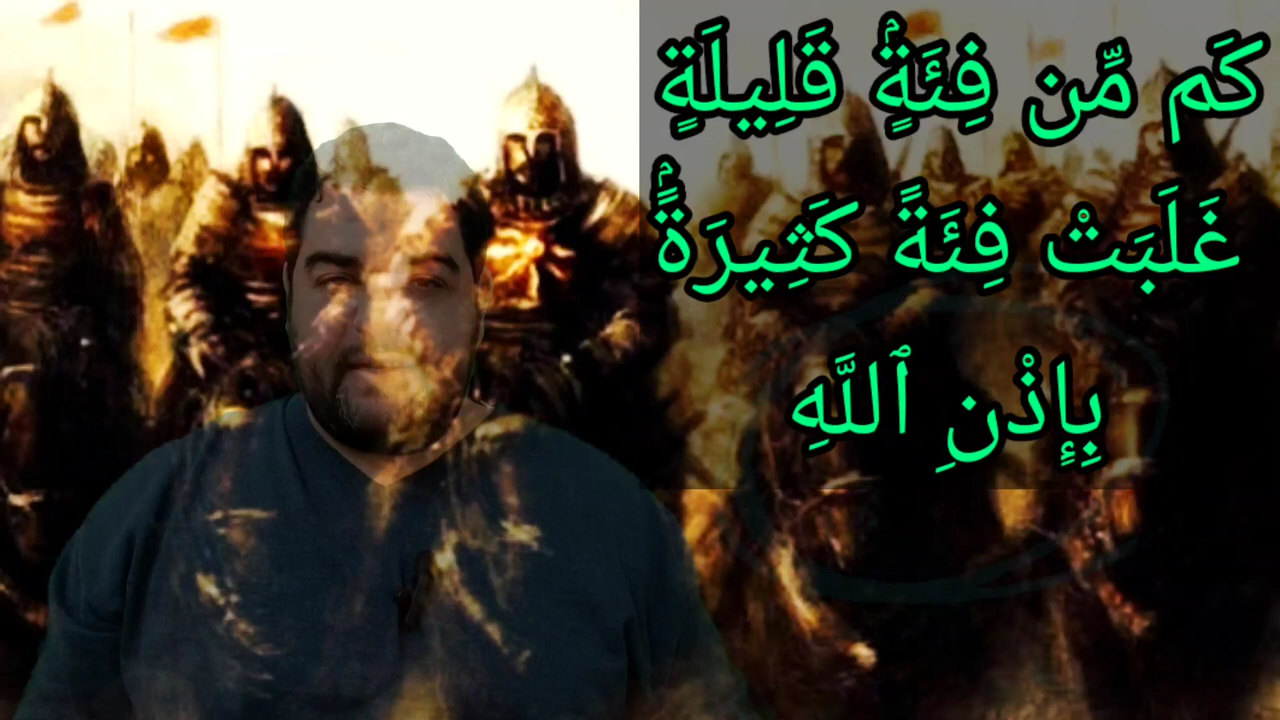 كَم مِّن فِئَةٍۢ قَلِيلَةٍ
غَلَبَتْ فِئَةً كَثِيرَةًۢ
بِإِذْنِ ٱللَّهِ